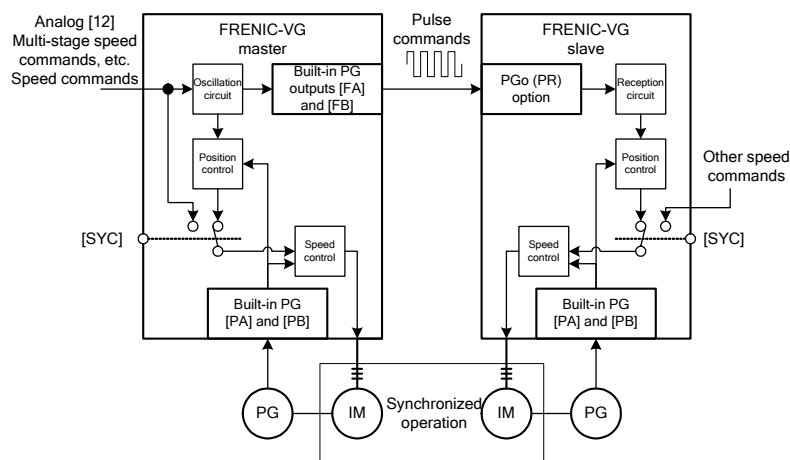 Analog [12]
Multi-stage speed
commands, etc.
Speed commands
FRENIC-VG
master
Oscillation
circuit
Built-in PG
outputs [FA]
and [FB]
Position
control
[SYC]
Speed
control
Built-in PG
[PA] and [PB]
PG
IM
Pulse
commands
FRENIC-VG
slave
PGo (PR)
option
Reception
circuit
Position
control
Other speed
commands
[SYC]
Speed
control
Built-in PG
[PA] and [PB]
Synchronized
operation
IM
PG